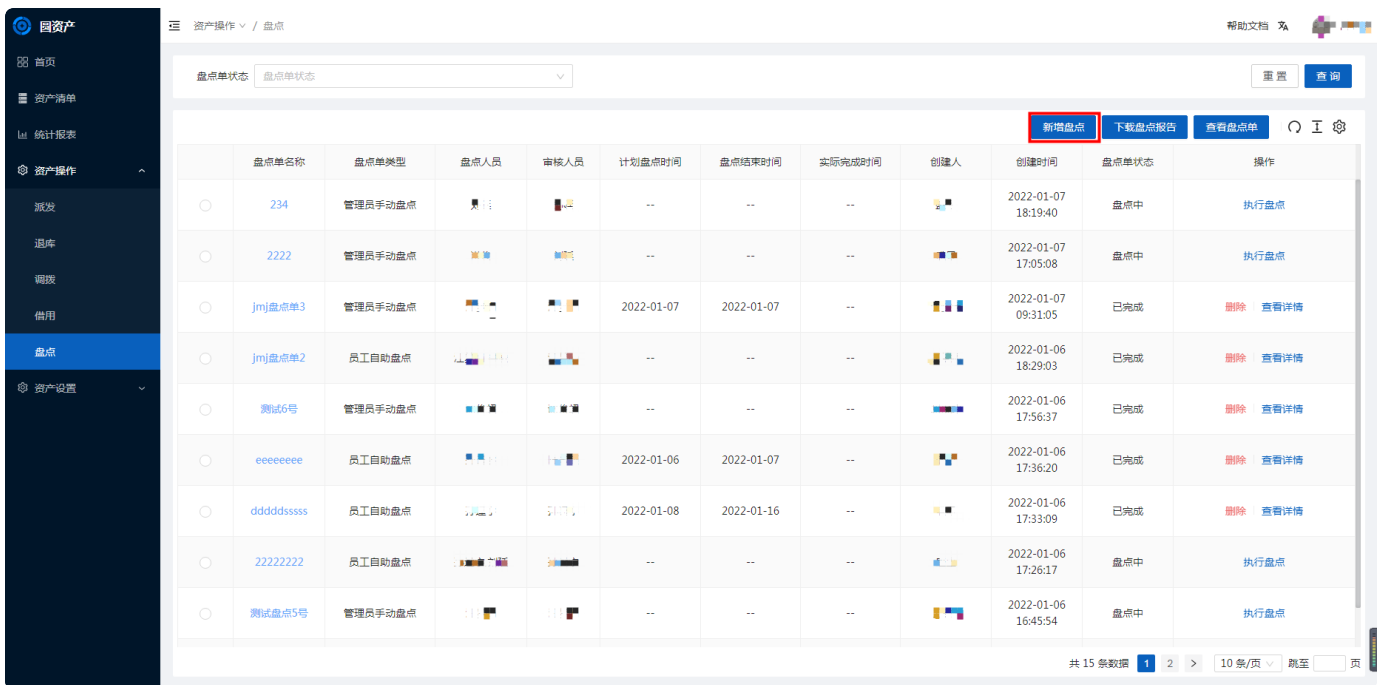 圆资产
资产操作 / 盘点
帮助文档
首页
资产清单
统计报表
资产操作
派发
退库
调拨
借用
盘点
资产设置
盘点单状态 盘点单状态 重 置 查 询
新增盘点 下载盘点报告 查看盘点单
盘点单名称 盘点单类型 盘点人员 审核人员 计划盘点时间 盘点结束时间 实际完成时间 创建人 创建时间 盘点单状态 操作
234 管理员手动盘点 -- -- -- 2022-01-07 18:19:40 盘点中 执行盘点
2222 管理员手动盘点 -- -- -- 2022-01-07 17:05:08 盘点中 执行盘点
jmj盘点单3 管理员手动盘点 2022-01-07 2022-01-07 -- 2022-01-07 09:31:05 已完成 删除 查看详情
jmj盘点单2 员工自助盘点 -- -- -- 2022-01-06 18:29:03 已完成 删除 查看详情
测试6号 管理员手动盘点 -- -- -- 2022-01-06 17:56:37 已完成 删除 查看详情
eeeeeeee 员工自助盘点 2022-01-06 2022-01-07 -- 2022-01-06 17:36:20 已完成 删除 查看详情
dddddsssss 员工自助盘点 2022-01-08 2022-01-16 -- 2022-01-06 17:33:09 已完成 删除 查看详情
22222222 员工自助盘点 -- -- -- 2022-01-06 17:26:17 盘点中 执行盘点
测试盘点5号 管理员手动盘点 -- -- -- 2022-01-06 16:45:54 盘点中 执行盘点
共 15 条数据 1 2 > 10 条/页 跳至 页